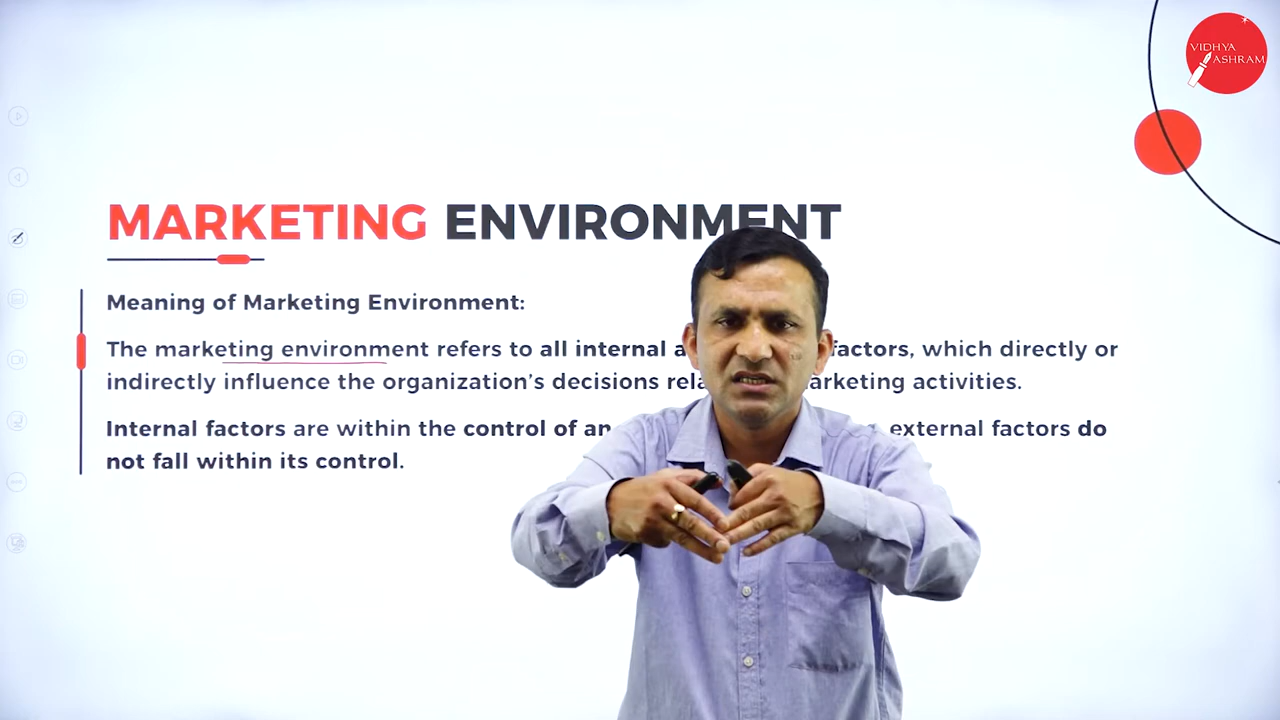 VIDHYA
ASHRAM
MARKETING ENVIRONMENT
Meaning of Marketing Environment:
The marketing environment refers to all internal factors, which directly or
indirectly influence the organization's decisions marketing activities.
Internal factors are within the control of an external factors do
not fall within its control.